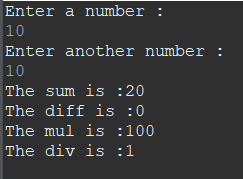 Enter a number :
10
Enter another number :
10
The sum is :20
The diff is :0
The mul is :100
The div is :1